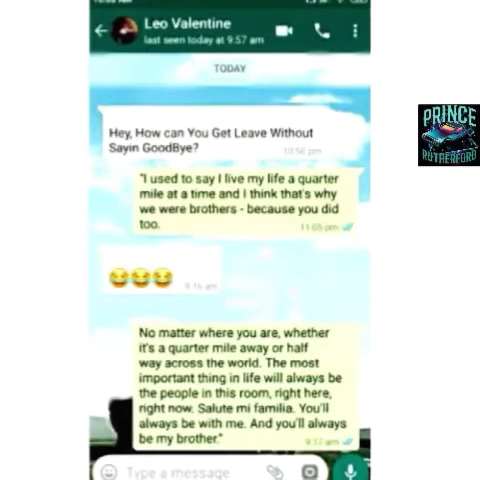 Leo Valentine
last seen today at 9:57 am
TODAY
Hey, How can You Get Leave Without
Sayin GoodBye?
10:56 pm
"I used to say I live my life a quarter
mile at a time and I think that's why
we were brothers - because you did
too.
11:05 pm
😂😂😂
9:16 am
No matter where you are, whether
it's a quarter mile away or half
way across the world. The most
important thing in life will always be
the people in this room, right here,
right now. Salute mi familia. You'll
always be with me. And you'll always
be my brother."
9:17 am
Type a message
PRINCE
RUTHERFORD